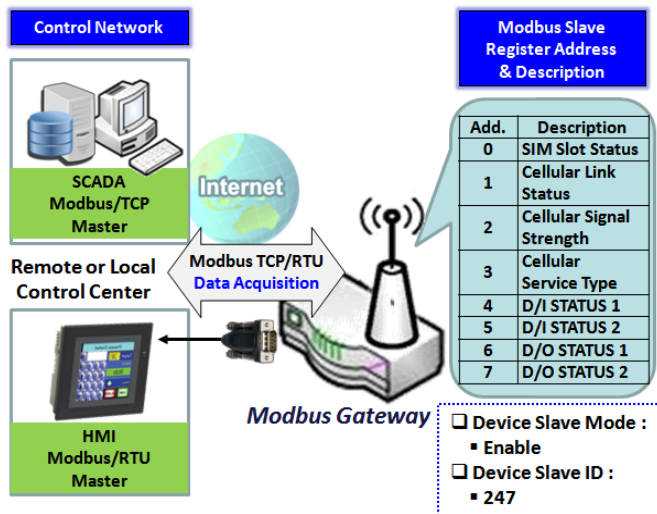 Control Network
SCADA
Modbus/TCP
Master
Internet
Modbus TCP/RTU
Data Acquisition
Remote or Local
Control Center
HMI
Modbus/RTU
Master
Modbus Gateway
Modbus Slave
Register Address
& Description
Add. Description
0 SIM Slot Status
1 Cellular Link
Status
2 Cellular Signal
Strength
3 Cellular
Service Type
4 D/I STATUS 1
5 D/I STATUS 2
6 D/O STATUS 1
7 D/O STATUS 2
❑ Device Slave Mode :
▪ Enable
❑ Device Slave ID :
▪ 247